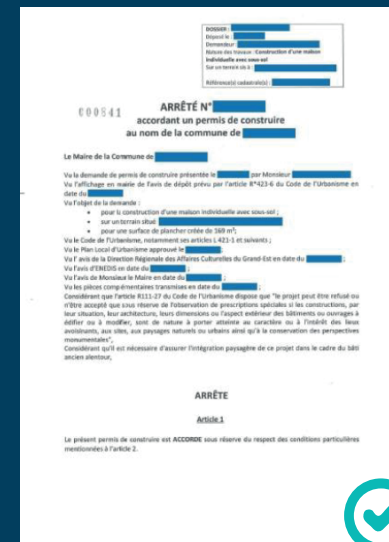 DOSSIER :
Déposé le :
Demandeur :
Nature des travaux : Construction d'une maison
individuelle avec sous-sol
Sur un terrain sis à :
Référence(s) cadastrale(s) :
000841
ARRÊTÉ N°
accordant un permis de construire
au nom de la commune de
Le Maire de la Commune de
Vu la demande de permis de construire présentée le par Monsieur
Vu l'affichage en mairie de l'avis de dépôt prévu par l'article R*423-6 du Code de l'Urbanisme en
date du
Vu l'objet de la demande :
• pour la construction d'une maison individuelle avec sous-sol ;
• sur un terrain situé
• pour une surface de plancher créée de 169 m² ;
Vu le Code de l'Urbanisme, notamment ses articles L 421-1 et suivants ;
Vu le Plan Local d'Urbanisme approuvé le ;
Vu l' avis de la Direction Régionale des Affaires Culturelles du Grand-Est en date du ;
Vu l'avis d'ENEDIS en date du ;
Vu l'avis de Monsieur le Maire en date du ;
Vu les pièces complémentaires transmises en date du ;
Considérant que l'article R111-27 du Code de l'Urbanisme dispose que "le projet peut être refusé ou
n'être accepté que sous réserve de l'observation de prescriptions spéciales si les constructions, par
leur situation, leur architecture, leurs dimensions ou l'aspect extérieur des bâtiments ou ouvrages à
édifier ou à modifier, sont de nature à porter atteinte au caractère ou à l'intérêt des lieux
avoisinants, aux sites, aux paysages naturels ou urbains ainsi qu'à la conservation des perspectives
monumentales",
Considérant qu'il est nécessaire d'assurer l'intégration paysagère de ce projet dans le cadre du bâti
ancien alentour,
ARRÊTE
Article 1
Le présent permis de construire est ACCORDE sous réserve du respect des conditions particulières
mentionnées à l'article 2.